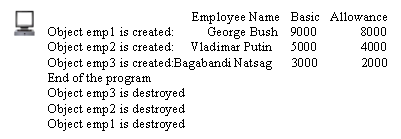 Employee Name Basic Allowance
Object emp1 is created: George Bush 9000 8000
Object emp2 is created: Vladimar Putin 5000 4000
Object emp3 is created:Bagabandi Natsag 3000 2000
End of the program
Object emp3 is destroyed
Object emp2 is destroyed
Object emp1 is destroyed